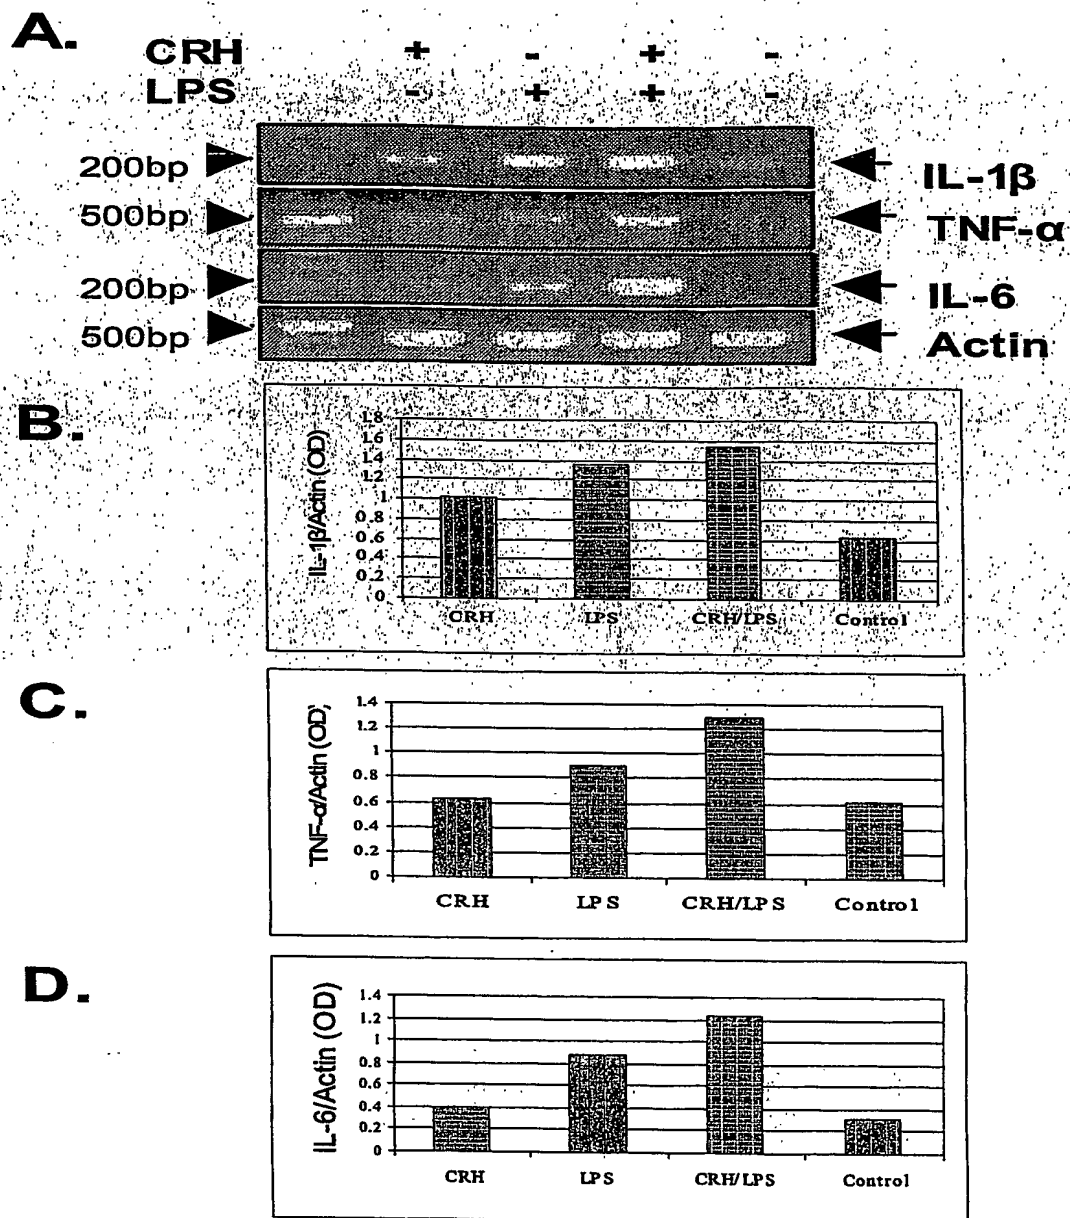 A.
CRH + - + -
LPS - + + -
200bp IL-1β
500bp TNF-α
200bp IL-6
500bp Actin
B.
IL-1β/Actin (OD)
1.8
1.6
1.4
1.2
1
0.8
0.6
0.4
0.2
0
CRH LPS CRH/LPS Control
C.
TNF-α/Actin (OD)
1.4
1.2
1
0.8
0.6
0.4
0.2
0
CRH LPS CRH/LPS Control
D.
IL-6/Actin (OD)
1.4
1.2
1
0.8
0.6
0.4
0.2
0
CRH LPS CRH/LPS Control